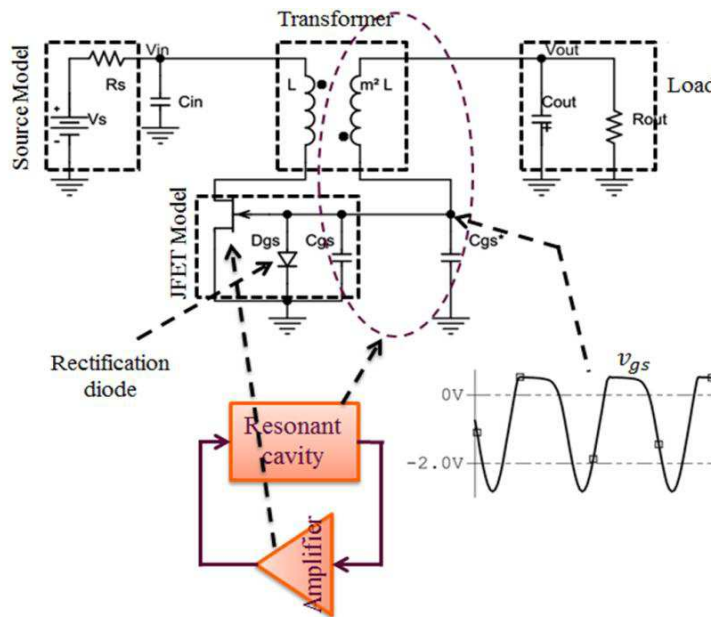 Transformer
Source Model
Vin
Rs
Cin
Vs
+
-
L
m² L
Vout
Cout
+
Rout
Load
JFET Model
Dgs
Cgs
Cgs*
Rectification
diode
Resonant
cavity
Amplifier
vgs
0V
-2.0V